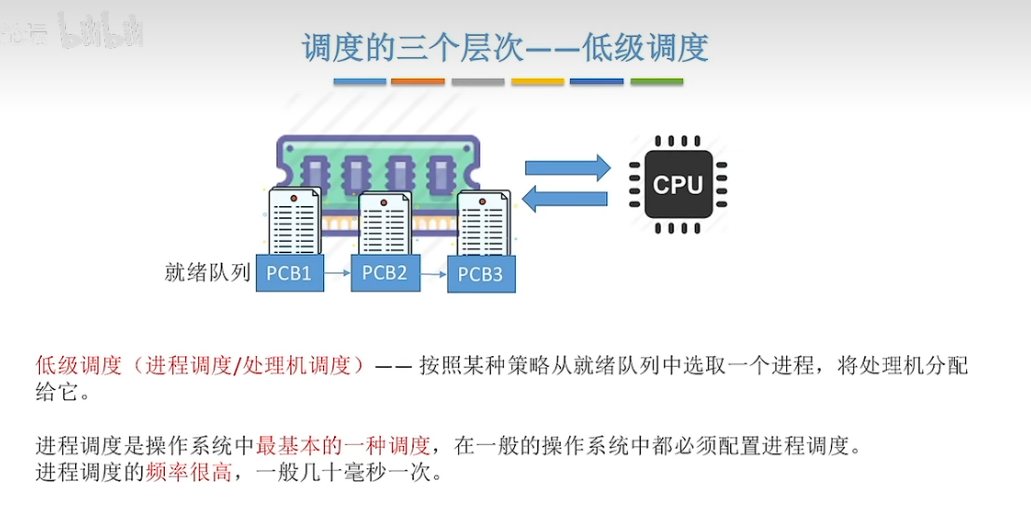 bilibili
调度的三个层次——低级调度
CPU
就绪队列
PCB1
PCB2
PCB3
低级调度（进程调度/处理机调度）—— 按照某种策略从就绪队列中选取一个进程，将处理机分配
给它。
进程调度是操作系统中最基本的一种调度，在一般的操作系统中都必须配置进程调度。
进程调度的频率很高，一般几十毫秒一次。